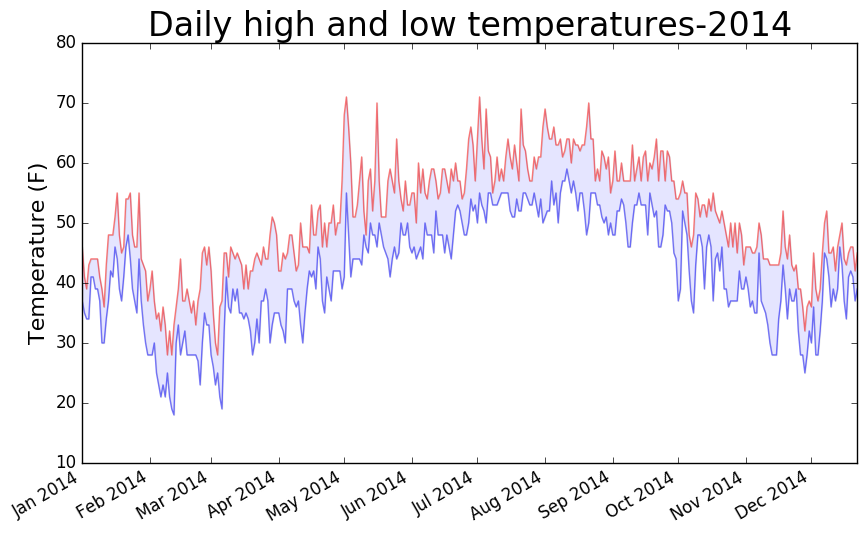 Daily high and low temperatures-2014
80
70
60
50
40
30
20
10
Temperature (F)
Jan 2014
Feb 2014
Mar 2014
Apr 2014
May 2014
Jun 2014
Jul 2014
Aug 2014
Sep 2014
Oct 2014
Nov 2014
Dec 2014